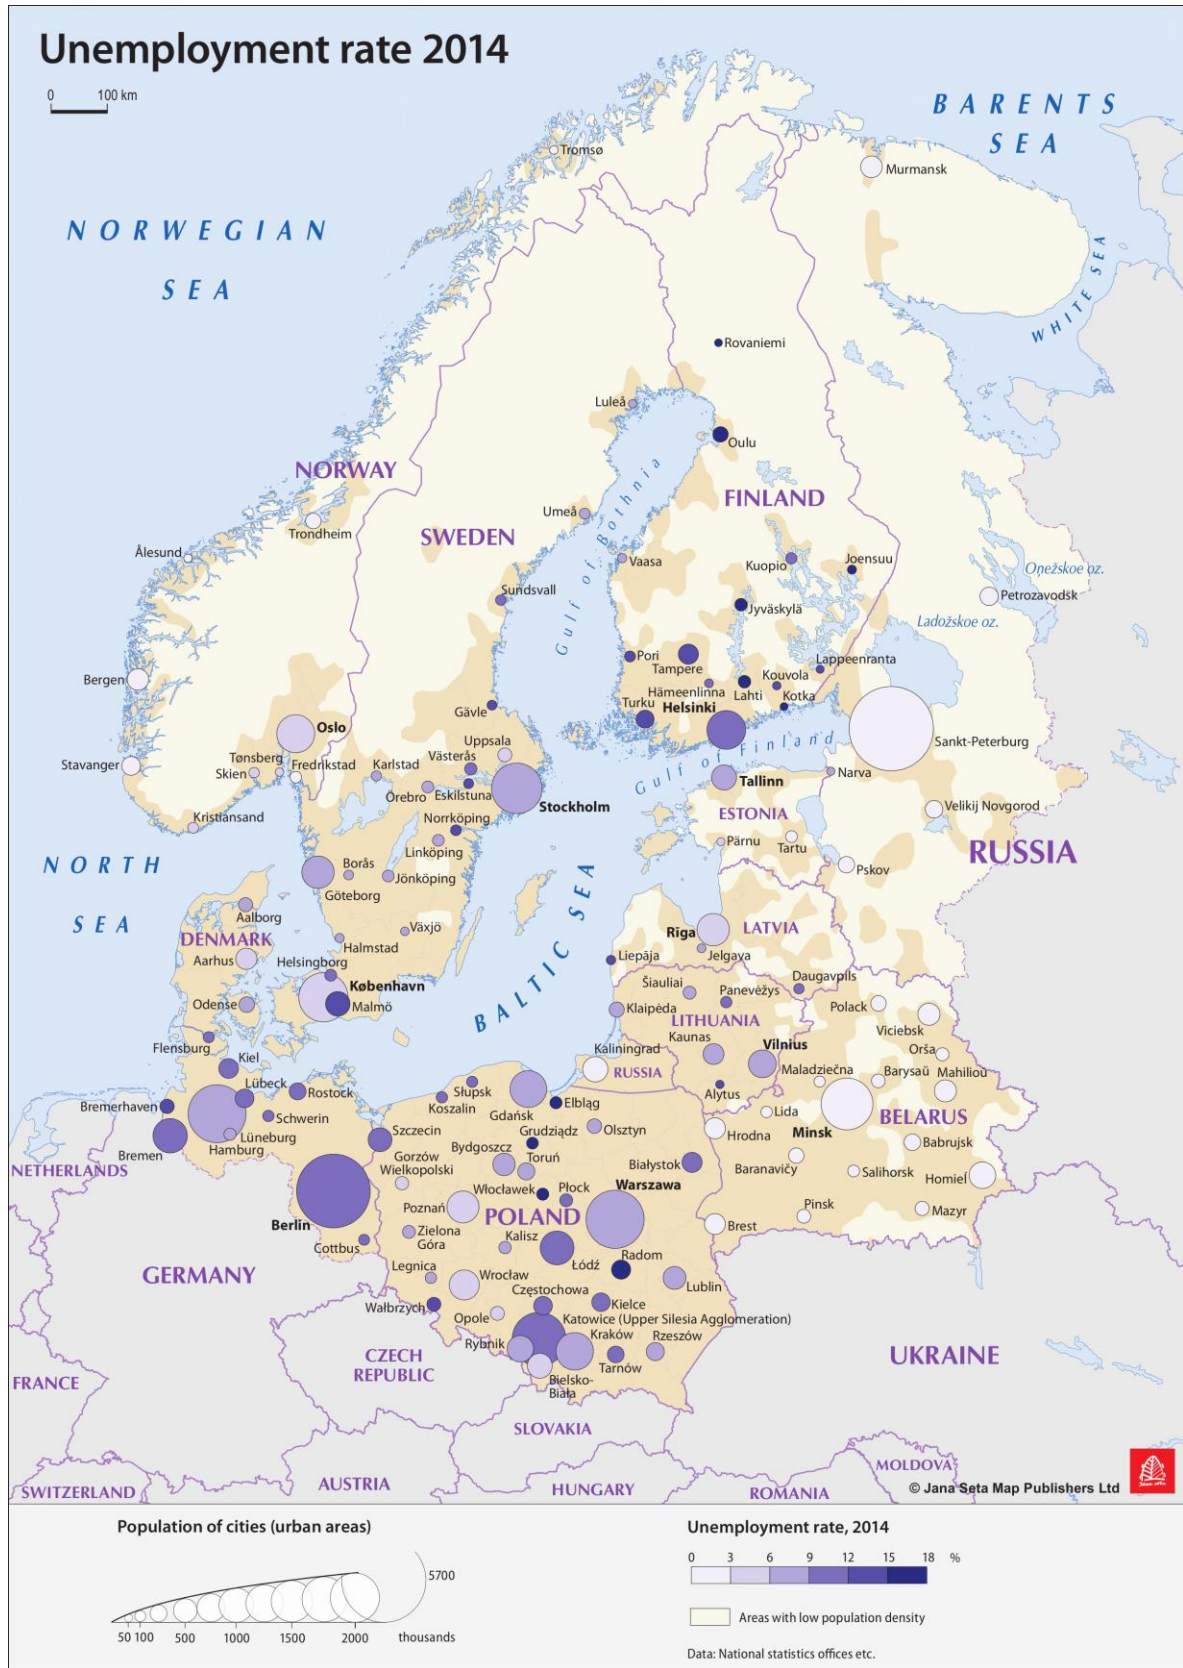 Unemployment rate 2014
0 100 km
BARENTS
SEA
Tromsø
Murmansk
NORWEGIAN
SEA
WHITE SEA
Rovaniemi
Luleå
Oulu
NORWAY
FINLAND
Gulf of Bothnia
Umeå
Trondheim
SWEDEN
Ålesund
Vaasa
Kuopio
Joensuu
Oņežskoe oz.
Sundsvall
Petrozavodsk
Jyväskylä
Ladožskoe oz.
Pori
Tampere
Lappeenranta
Bergen
Hämeenlinna
Lahti
Kouvola
Kotka
Turku
Helsinki
Gävle
Oslo
Uppsala
Gulf of Finland
Sankt-Peterburg
Stavanger
Tønsberg
Skien
Fredrikstad
Karlstad
Västerås
Örebro
Eskilstuna
Stockholm
Tallinn
Narva
Velikij Novgorod
Kristiansand
Norrköping
Linköping
ESTONIA
Pärnu
Tartu
RUSSIA
NORTH
SEA
Borås
Göteborg
Jönköping
Pskov
BALTIC SEA
Aalborg
DENMARK
Aarhus
Halmstad
Växjö
Rīga
LATVIA
Jelgava
Helsingborg
Liepāja
København
Malmö
Odense
Šiauliai
Panevėžys
Daugavpils
Klaipėda
LITHUANIA
Polack
Viciebsk
Flensburg
Kiel
Kaunas
Vilnius
Orša
Kaliningrad
RUSSIA
Maladziečna
Barysaŭ
Mahiliou
Lübeck
Rostock
Słupsk
Koszalin
Elbląg
Alytus
Bremerhaven
Schwerin
Gdańsk
Lida
BELARUS
Lüneburg
Hamburg
Bremen
Szczecin
Grudziądz
Olsztyn
Hrodna
Minsk
Babrujsk
NETHERLANDS
Gorzów
Wielkopolski
Bydgoszcz
Toruń
Białystok
Baranavičy
Salihorsk
Homiel
Włocławek
Płock
Warszawa
Poznań
POLAND
Berlin
Pinsk
Mazyr
Brest
Cottbus
Zielona
Góra
Kalisz
Łódź
Radom
GERMANY
Legnica
Wrocław
Lublin
Wałbrzych
Częstochowa
Kielce
Opole
Katowice (Upper Silesia Agglomeration)
Rybnik
Kraków
Rzeszów
Tarnów
Bielsko-
Biała
CZECH
REPUBLIC
UKRAINE
FRANCE
SLOVAKIA
SWITZERLAND
AUSTRIA
HUNGARY
ROMANIA
MOLDOVA
© Jana Seta Map Publishers Ltd
Population of cities (urban areas)
5700
50 100 500 1000 1500 2000 thousands
Unemployment rate, 2014
0 3 6 9 12 15 18 %
Areas with low population density
Data: National statistics offices etc.